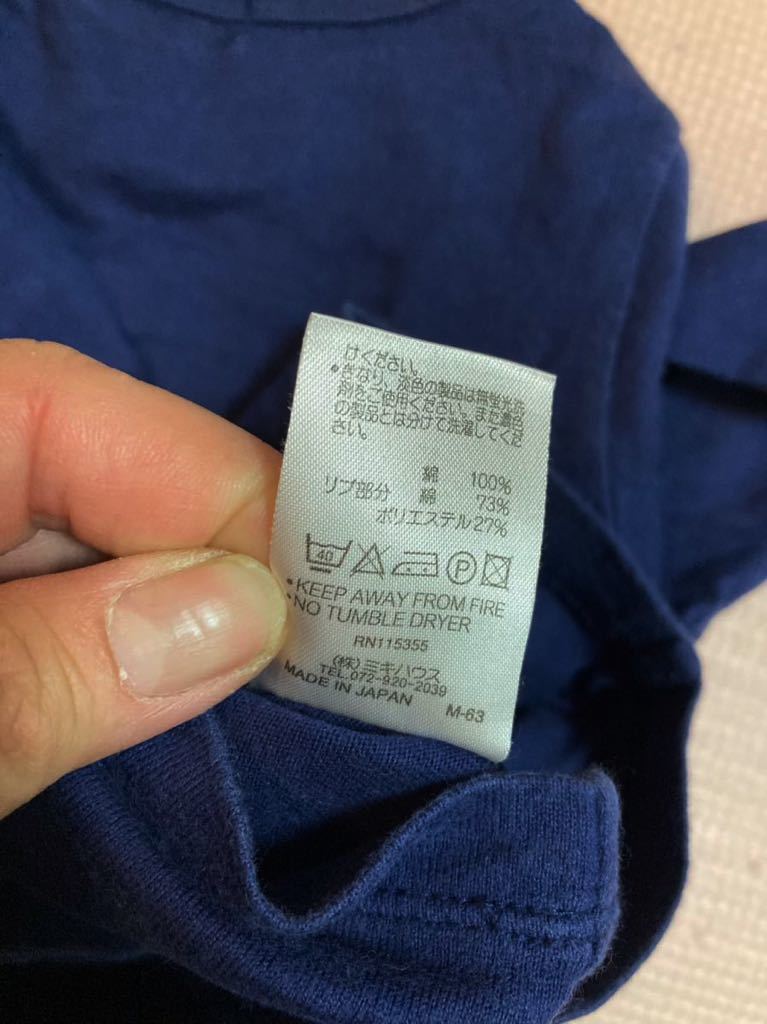 けください。
●きなり、淡色の製品は無蛍光洗
剤をご使用ください。また濃色
の製品とは分けて洗濯してくだ
さい。
綿 100%
リブ部分 綿 73%
ポリエステル27%
40 P
•KEEP AWAY FROM FIRE
•NO TUMBLE DRYER
RN115355
(株)ミキハウス
TEL.072-920-2039
MADE IN JAPAN M-63